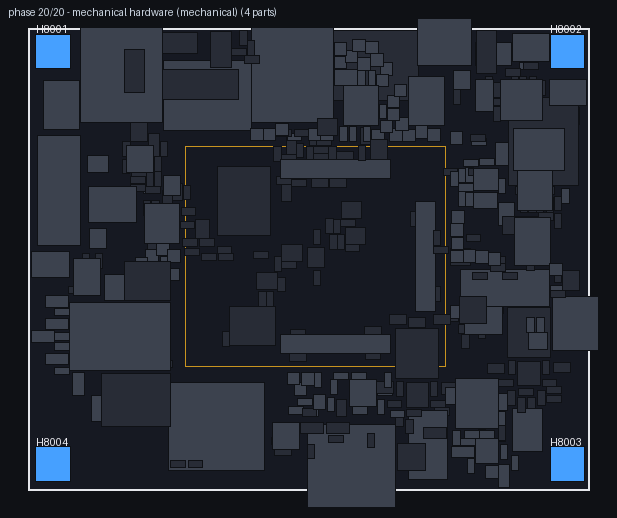 phase 20/20 - mechanical hardware (mechanical) (4 parts)
H8001
H8002
H8004
H8003